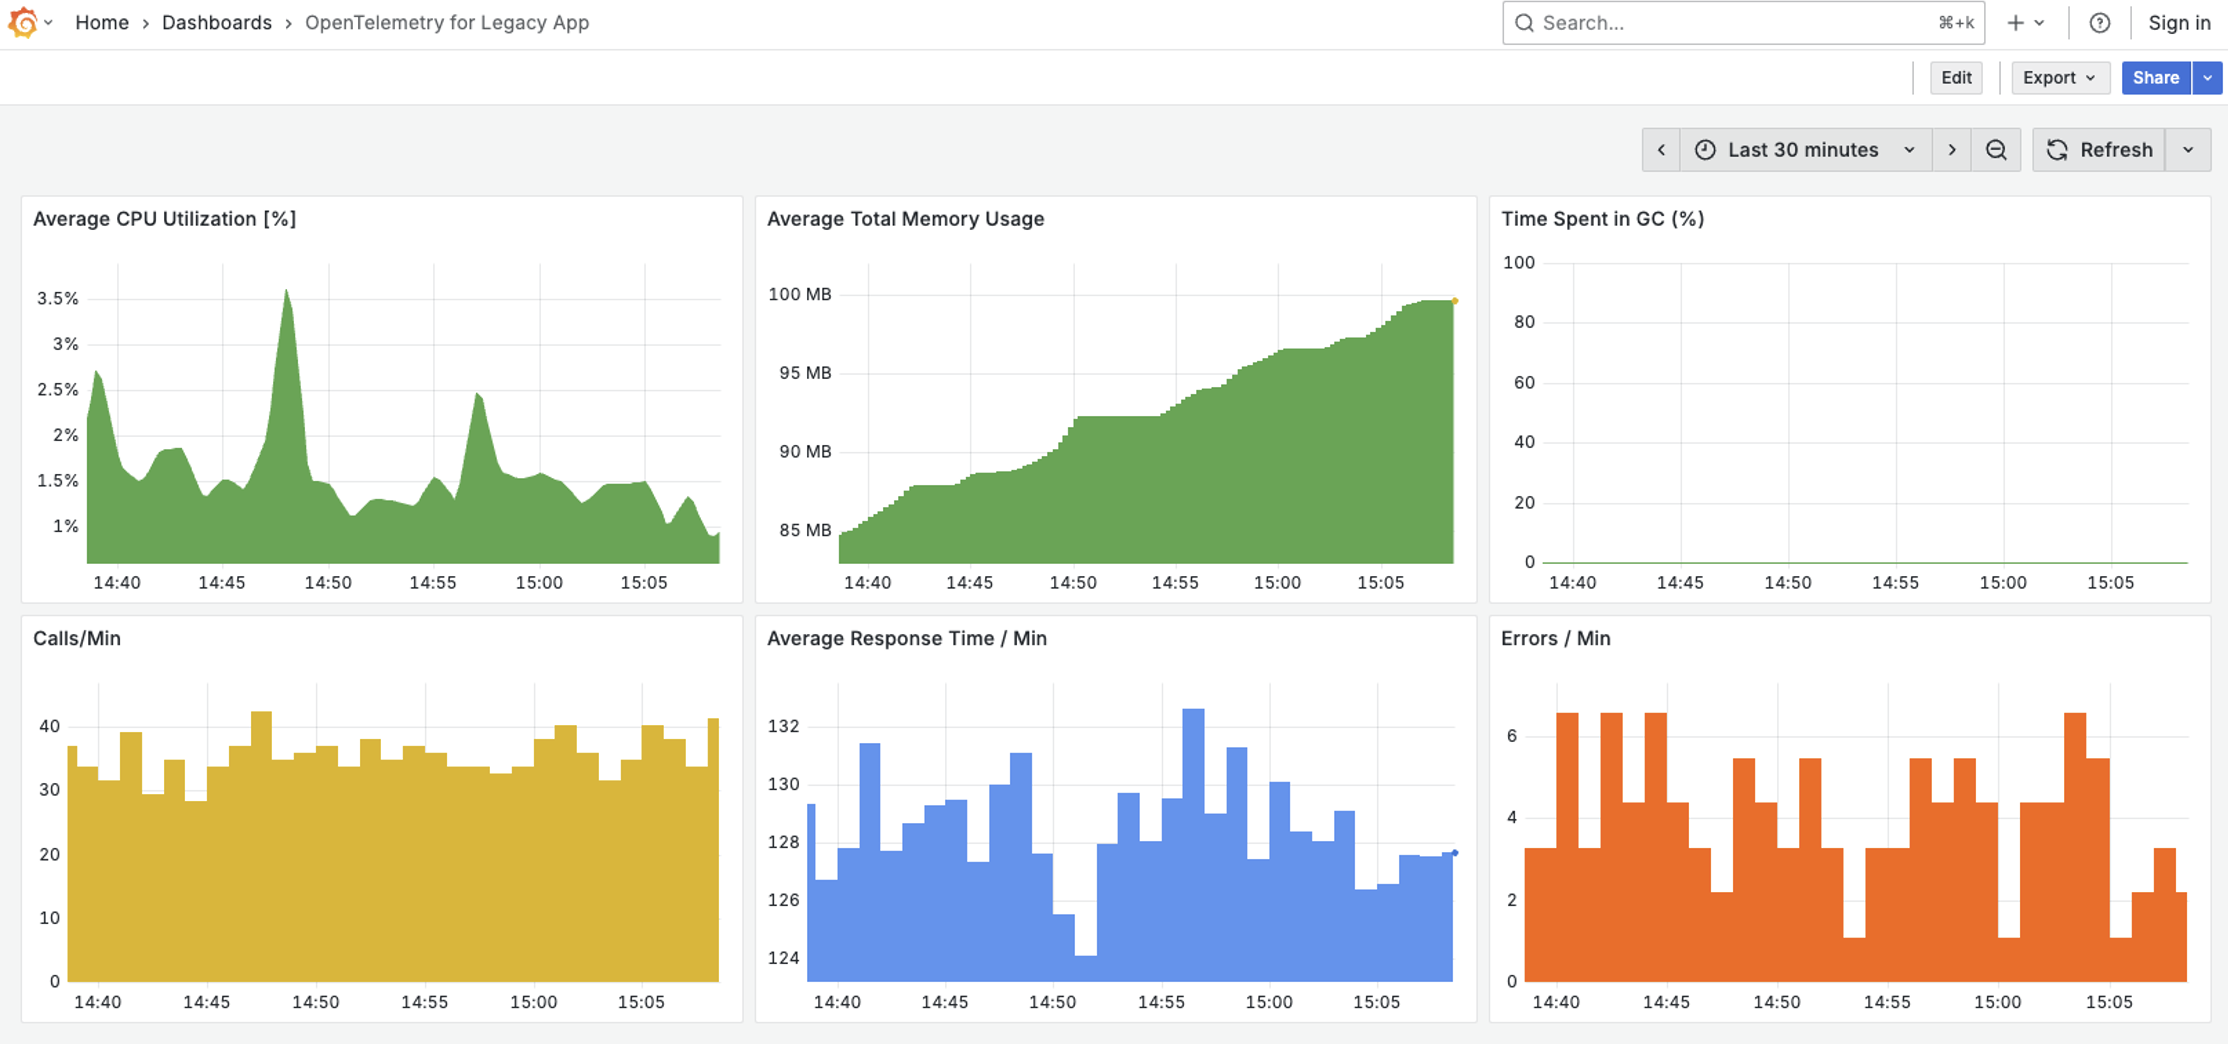 Home › Dashboards › OpenTelemetry for Legacy App
Search... ⌘+k
Sign in
Edit Export Share
Last 30 minutes Refresh
Average CPU Utilization [%]
3.5%
3%
2.5%
2%
1.5%
1%
14:40 14:45 14:50 14:55 15:00 15:05
Average Total Memory Usage
100 MB
95 MB
90 MB
85 MB
14:40 14:45 14:50 14:55 15:00 15:05
Time Spent in GC (%)
100
80
60
40
20
0
14:40 14:45 14:50 14:55 15:00 15:05
Calls/Min
40
30
20
10
0
14:40 14:45 14:50 14:55 15:00 15:05
Average Response Time / Min
132
130
128
126
124
14:40 14:45 14:50 14:55 15:00 15:05
Errors / Min
6
4
2
0
14:40 14:45 14:50 14:55 15:00 15:05